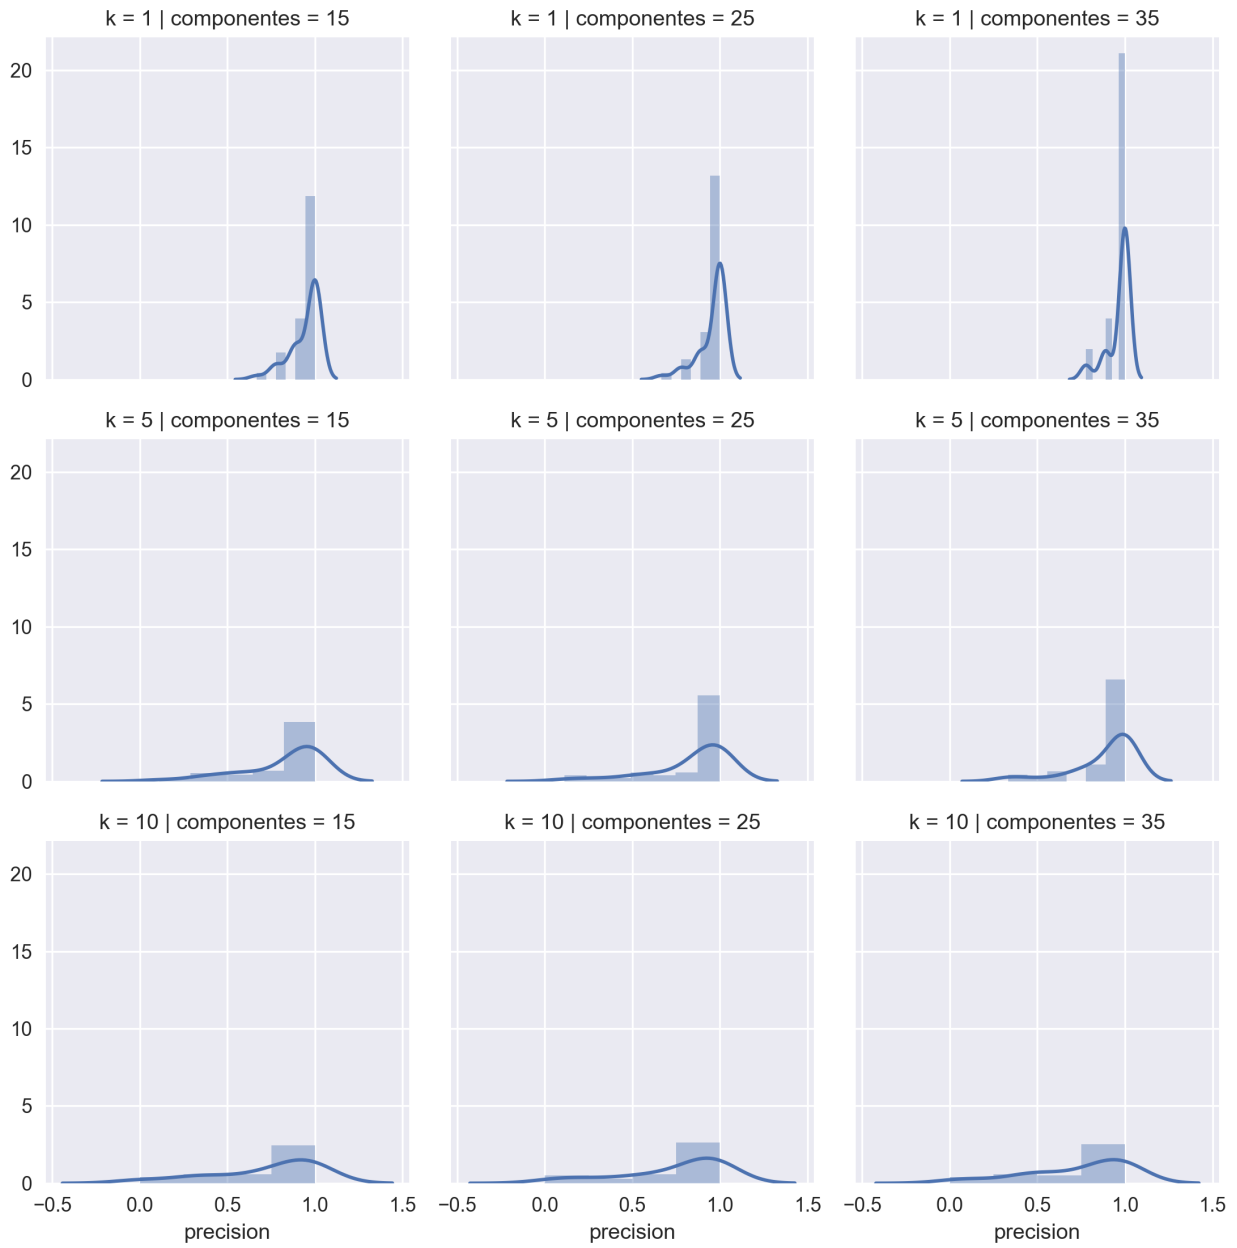 k = 1 | componentes = 15
k = 1 | componentes = 25
k = 1 | componentes = 35
20
15
10
5
0
k = 5 | componentes = 15
k = 5 | componentes = 25
k = 5 | componentes = 35
20
15
10
5
0
k = 10 | componentes = 15
k = 10 | componentes = 25
k = 10 | componentes = 35
20
15
10
5
0
−0.5 0.0 0.5 1.0 1.5
−0.5 0.0 0.5 1.0 1.5
−0.5 0.0 0.5 1.0 1.5
precision
precision
precision